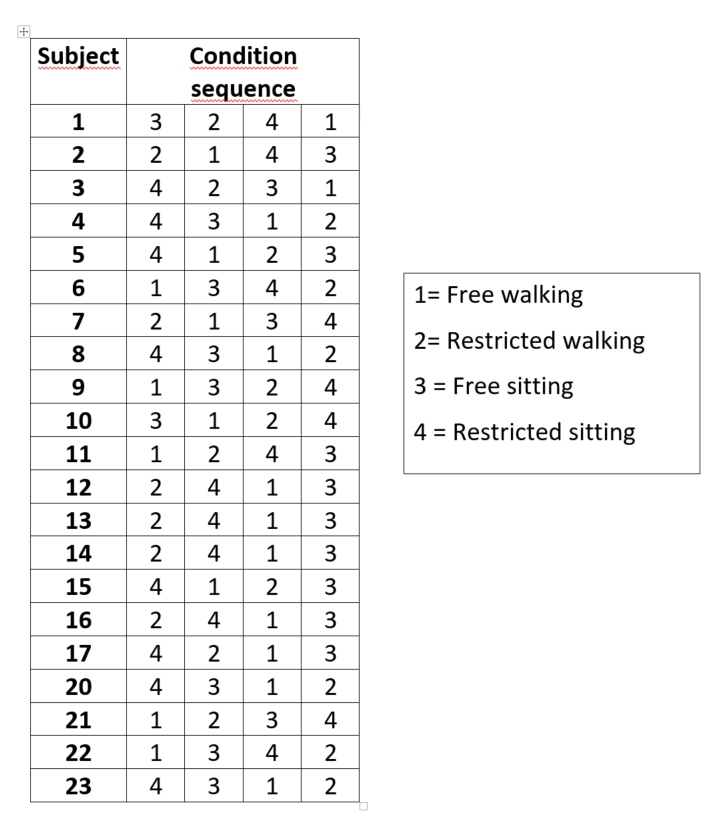 Subject Condition
sequence
1 3 2 4 1
2 2 1 4 3
3 4 2 3 1
4 4 3 1 2
5 4 1 2 3
6 1 3 4 2
7 2 1 3 4
8 4 3 1 2
9 1 3 2 4
10 3 1 2 4
11 1 2 4 3
12 2 4 1 3
13 2 4 1 3
14 2 4 1 3
15 4 1 2 3
16 2 4 1 3
17 4 2 1 3
20 4 3 1 2
21 1 2 3 4
22 1 3 4 2
23 4 3 1 2
1= Free walking
2= Restricted walking
3 = Free sitting
4 = Restricted sitting